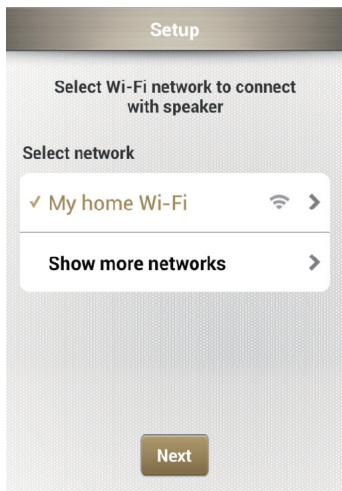 Setup
Select Wi-Fi network to connect
with speaker
Select network
✓ My home Wi-Fi
Show more networks
Next